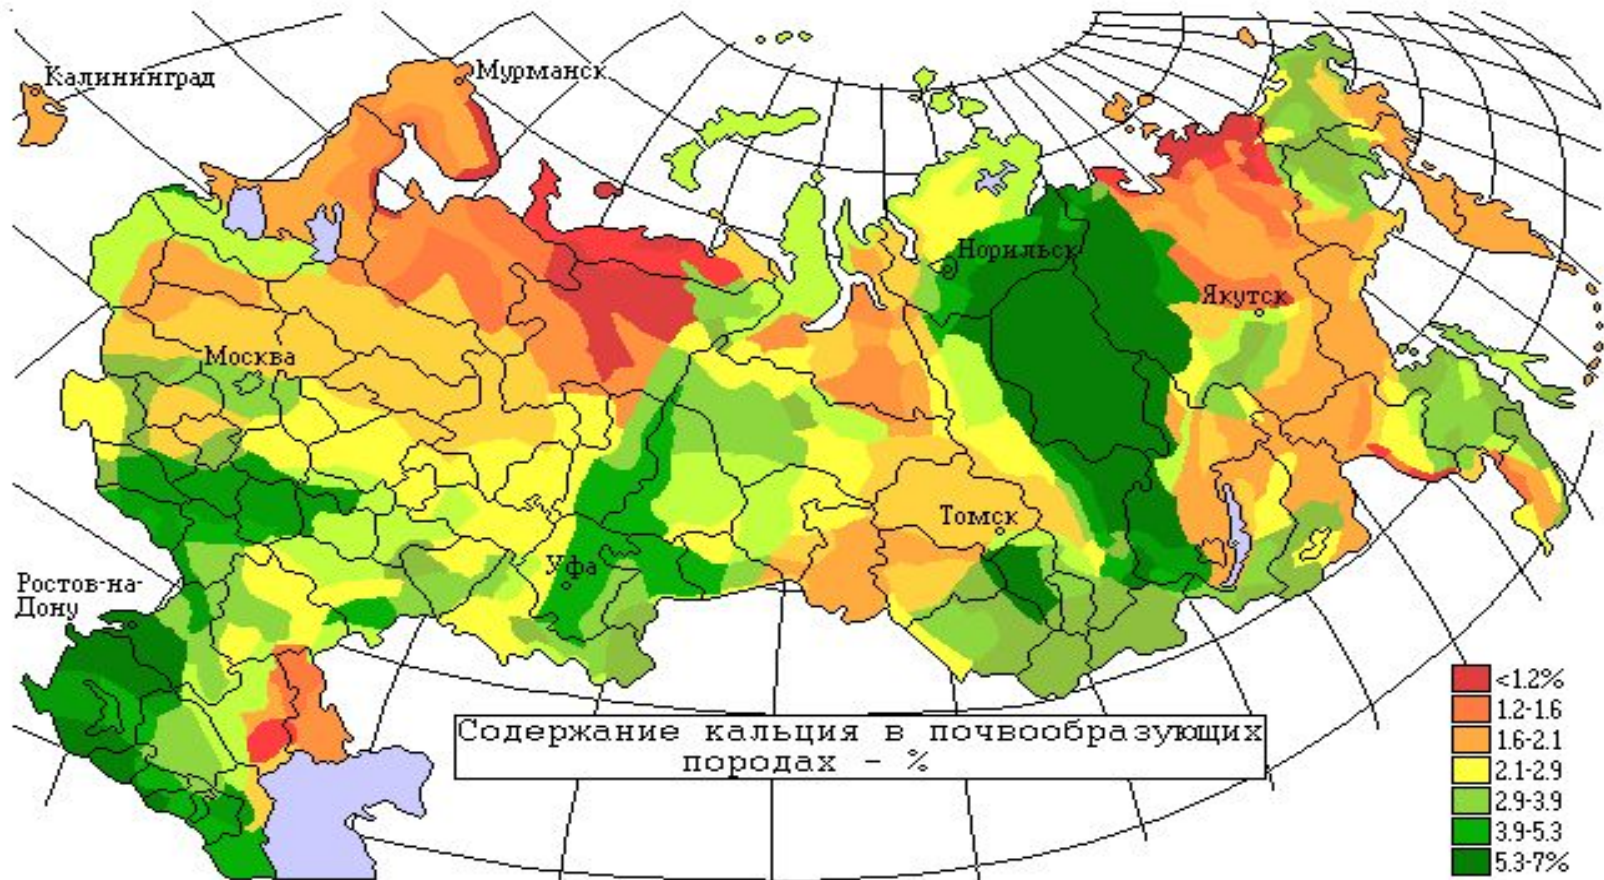 Калининград
Мурманск
Норильск
Якутск
Москва
Томск
Уфа
Ростов-на-
Дону
Содержание кальция в почвообразующих
породах - %
<1.2%
1.2-1.6
1.6-2.1
2.1-2.9
2.9-3.9
3.9-5.3
5.3-7%